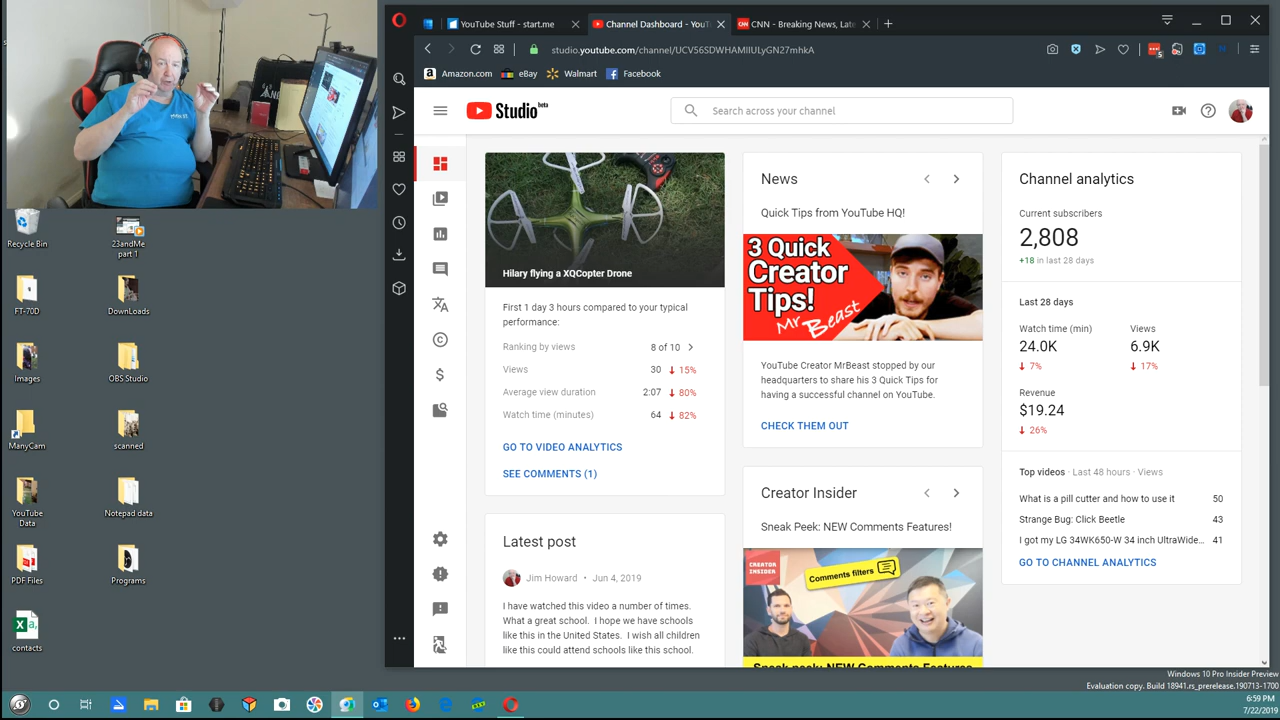 YouTube Stuff - start.me
Channel Dashboard - YouT
CNN - Breaking News, Late
studio.youtube.com/channel/UCV56SDWHAMIIULyGN27mhkA
Amazon.com
eBay
Walmart
Facebook
Studio beta
Search across your channel
Hilary flying a XQCopter Drone
First 1 day 3 hours compared to your typical
performance:
Ranking by views 8 of 10
Views 30 15%
Average view duration 2:07 80%
Watch time (minutes) 64 82%
GO TO VIDEO ANALYTICS
SEE COMMENTS (1)
Latest post
Jim Howard • Jun 4, 2019
I have watched this video a number of times.
What a great school. I hope we have schools
like this in the United States. I wish all children
like this could attend schools like this school.
News
Quick Tips from YouTube HQ!
3 Quick
Creator
Tips!
Mr Beast
YouTube Creator MrBeast stopped by our
headquarters to share his 3 Quick Tips for
having a successful channel on YouTube.
CHECK THEM OUT
Creator Insider
Sneak Peek: NEW Comments Features!
CREATOR
INSIDER
Comments filters
Sneak peek: NEW Comments Features
Channel analytics
Current subscribers
2,808
+18 in last 28 days
Last 28 days
Watch time (min) Views
24.0K 6.9K
7% 17%
Revenue
$19.24
26%
Top videos · Last 48 hours · Views
What is a pill cutter and how to use it 50
Strange Bug: Click Beetle 43
I got my LG 34WK650-W 34 inch UltraWide... 41
GO TO CHANNEL ANALYTICS
Recycle Bin
23andMe
part 1
FT-70D
DownLoads
Images
OBS Studio
ManyCam
scanned
YouTube
Data
Notepad data
PDF Files
Programs
contacts
Windows 10 Pro Insider Preview
Evaluation copy. Build 18941.rs_prerelease.190713-1700
6:59 PM
7/22/2019